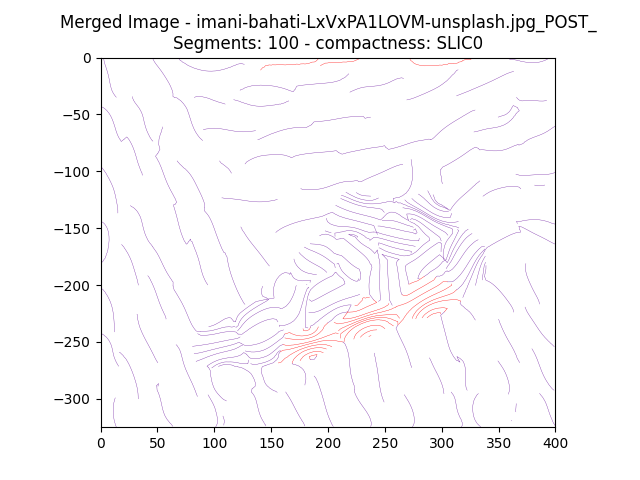 Merged Image - imani-bahati-LxVxPA1LOVM-unsplash.jpg_POST_
Segments: 100 - compactness: SLIC0
0
−50
−100
−150
−200
−250
−300
0 50 100 150 200 250 300 350 400